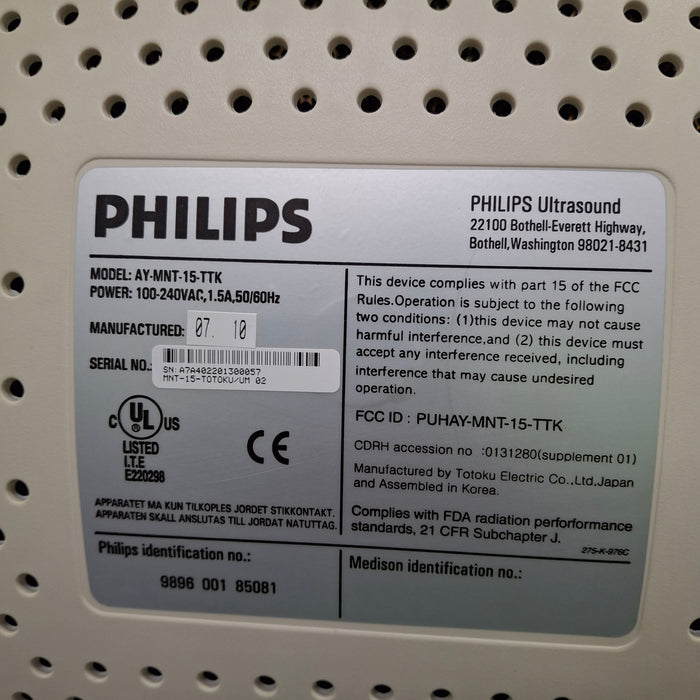 PHILIPS
PHILIPS Ultrasound
22100 Bothell-Everett Highway,
Bothell,Washington 98021-8431
MODEL: AY-MNT-15-TTK
POWER: 100-240VAC,1.5A,50/60Hz
MANUFACTURED: 07. 10
SERIAL NO.:
SN:A7A402201300057
MNT-15-TOTOKU/UM 02
C UL US
LISTED
I.T.E
E220298
CE
APPARATET MA KUN TILKOPLES JORDET STIKKONTAKT.
APPARATEN SKALL ANSLUTAS TILL JORDAT NATUTTAG.
This device complies with part 15 of the FCC
Rules.Operation is subject to the following
two conditions: (1)this device may not cause
harmful interference,and (2) this device must
accept any interference received, including
interference that may cause undesired
operation.
FCC ID : PUHAY-MNT-15-TTK
CDRH accession no :0131280(supplement 01)
Manufactured by Totoku Electric Co.,Ltd,Japan
and Assembled in Korea.
Complies with FDA radiation performance
standards, 21 CFR Subchapter J.
275-K-976C
Philips identification no.:
9896 001 85081
Medison identification no.: